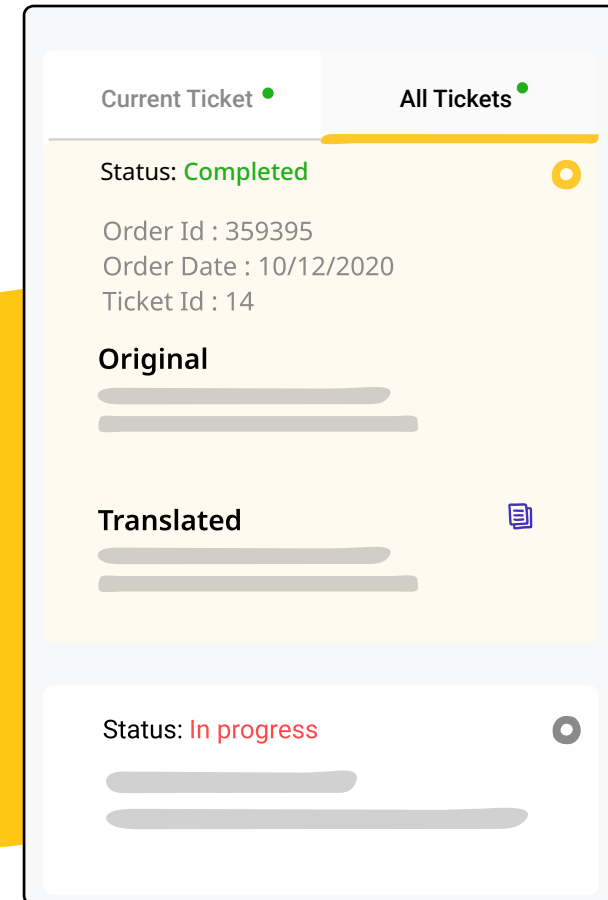 Current Ticket
All Tickets
Status: Completed
Order Id : 359395
Order Date : 10/12/2020
Ticket Id : 14
Original
Translated
Status: In progress